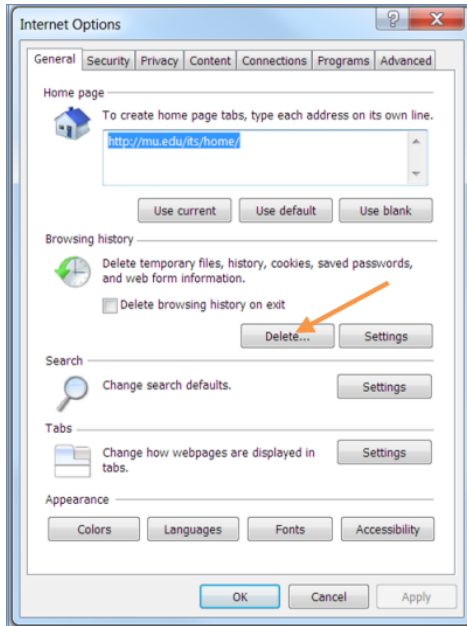 Internet Options
General Security Privacy Content Connections Programs Advanced
Home page
To create home page tabs, type each address on its own line.
http://mu.edu/its/home/
Use current Use default Use blank
Browsing history
Delete temporary files, history, cookies, saved passwords,
and web form information.
Delete browsing history on exit
Delete... Settings
Search
Change search defaults. Settings
Tabs
Change how webpages are displayed in Settings
tabs.
Appearance
Colors Languages Fonts Accessibility
OK Cancel Apply